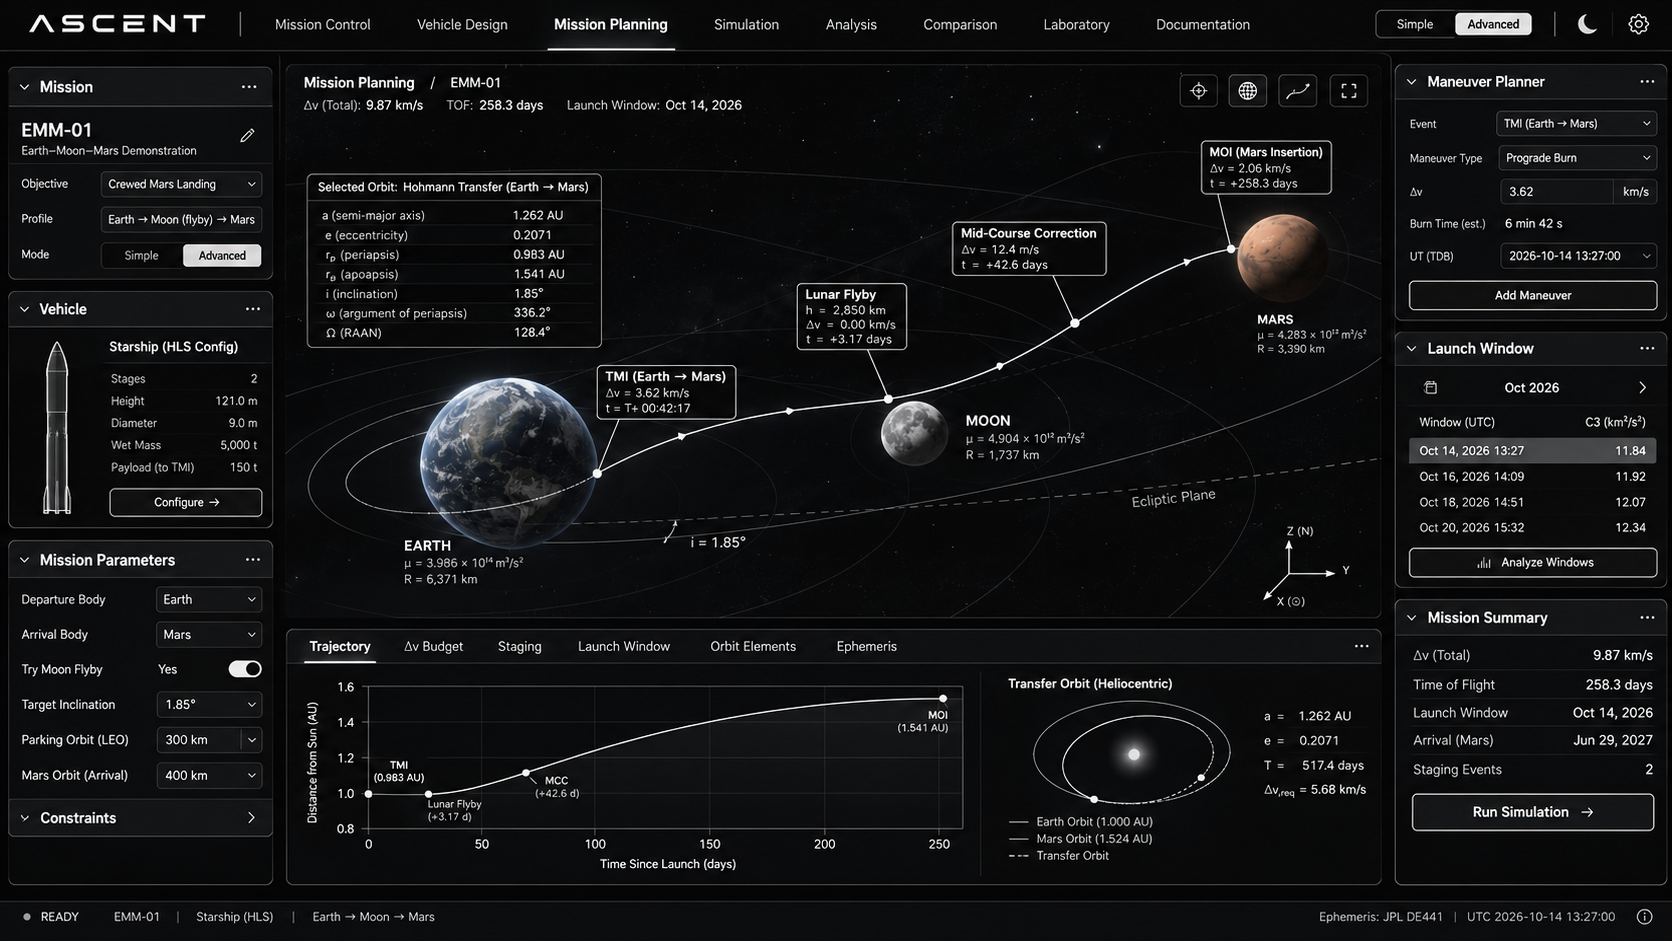 ASCENT
Mission Control
Vehicle Design
Mission Planning
Simulation
Analysis
Comparison
Laboratory
Documentation
Simple
Advanced
Mission
EMM-01
Earth–Moon–Mars Demonstration
Objective
Crewed Mars Landing
Profile
Earth → Moon (flyby) → Mars
Mode
Simple
Advanced
Vehicle
Starship (HLS Config)
Stages 2
Height 121.0 m
Diameter 9.0 m
Wet Mass 5,000 t
Payload (to TMI) 150 t
Configure →
Mission Parameters
Departure Body Earth
Arrival Body Mars
Try Moon Flyby Yes
Target Inclination 1.85°
Parking Orbit (LEO) 300 km
Mars Orbit (Arrival) 400 km
Constraints
Mission Planning / EMM-01
Δv (Total): 9.87 km/s TOF: 258.3 days Launch Window: Oct 14, 2026
Selected Orbit: Hohmann Transfer (Earth → Mars)
a (semi-major axis) 1.262 AU
e (eccentricity) 0.2071
rₚ (periapsis) 0.983 AU
(apoapsis) 1.541 AU
i (inclination) 1.85°
ω (argument of periapsis) 336.2°
Ω (RAAN) 128.4°
TMI (Earth → Mars)
Δv = 3.62 km/s
t = T+ 00:42:17
Lunar Flyby
h = 2,850 km
Δv = 0.00 km/s
t = +3.17 days
Mid-Course Correction
Δv = 12.4 m/s
t = +42.6 days
MOI (Mars Insertion)
Δv = 2.06 km/s
t = +258.3 days
MARS
μ = 4.283 × 10¹² m³/s²
R = 3,390 km
MOON
μ = 4.904 × 10¹² m³/s²
R = 1,737 km
EARTH
μ = 3.986 × 10¹⁴ m³/s²
R = 6,371 km
i = 1.85°
Ecliptic Plane
Z (N)
Y
X (☉)
Trajectory
Δv Budget
Staging
Launch Window
Orbit Elements
Ephemeris
Distance from Sun (AU)
1.6
1.4
1.2
1.0
0.8
TMI
(0.983 AU)
Lunar Flyby
(+3.17 d)
MCC
(+42.6 d)
MOI
(1.541 AU)
0 50 100 150 200 250
Time Since Launch (days)
Transfer Orbit (Heliocentric)
a = 1.262 AU
e = 0.2071
T = 517.4 days
Δv,req = 5.68 km/s
Earth Orbit (1.000 AU)
Mars Orbit (1.524 AU)
Transfer Orbit
Maneuver Planner
Event TMI (Earth → Mars)
Maneuver Type Prograde Burn
Δv 3.62 km/s
Burn Time (est.) 6 min 42 s
UT (TDB) 2026-10-14 13:27:00
Add Maneuver
Launch Window
Oct 2026
Window (UTC) C3 (km²/s²)
Oct 14, 2026 13:27 11.84
Oct 16, 2026 14:09 11.92
Oct 18, 2026 14:51 12.07
Oct 20, 2026 15:32 12.34
Analyze Windows
Mission Summary
Δv (Total) 9.87 km/s
Time of Flight 258.3 days
Launch Window Oct 14, 2026
Arrival (Mars) Jun 29, 2027
Staging Events 2
Run Simulation →
READY
EMM-01 | Starship (HLS) | Earth → Moon → Mars
Ephemeris: JPL DE441 | UTC 2026-10-14 13:27:00